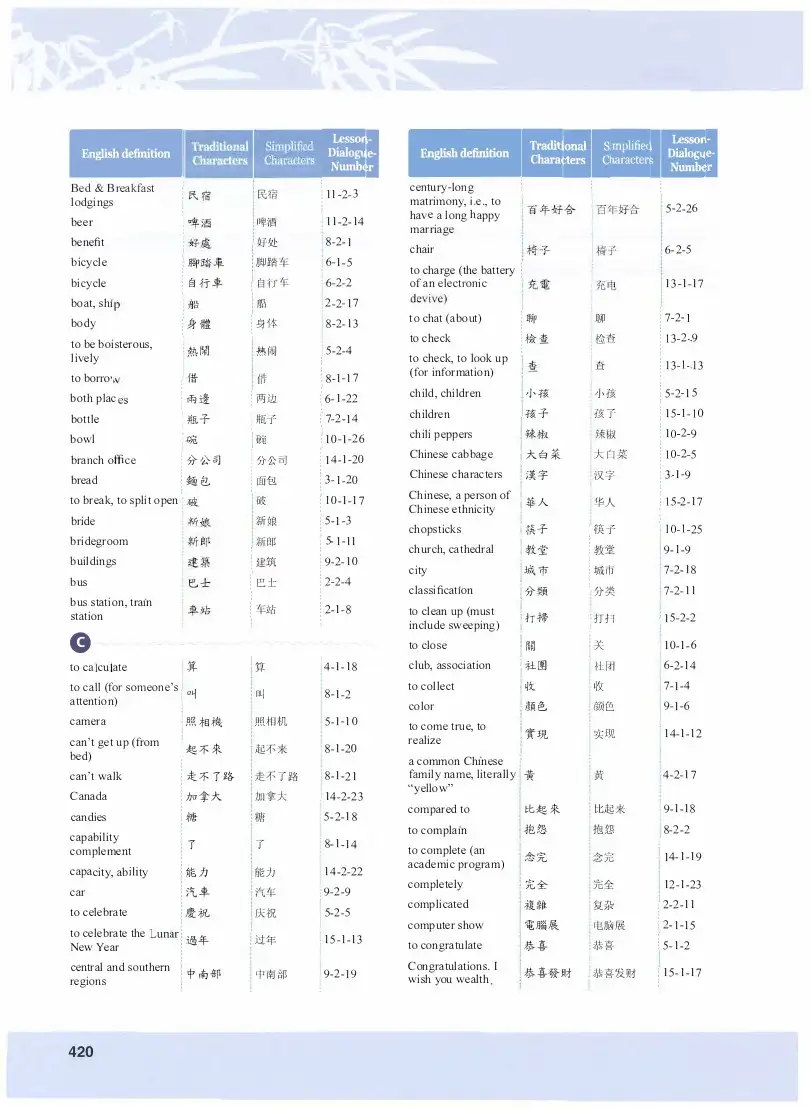 English definition Traditional Characters Simplified Characters Lesson-Dialogue-Number
Bed & Breakfast lodgings 民宿 民宿 11-2-3
beer 啤酒 啤酒 11-2-14
benefit 好處 好处 8-2-1
bicycle 腳踏車 脚踏车 6-1-5
bicycle 自行車 自行车 6-2-2
boat, ship 船 船 2-2-17
body 身體 身体 8-2-13
to be boisterous, lively 熱鬧 热闹 5-2-4
to borrow 借 借 8-1-17
both places 兩邊 两边 6-1-22
bottle 瓶子 瓶子 7-2-14
bowl 碗 碗 10-1-26
branch office 分公司 分公司 14-1-20
bread 麵包 面包 3-1-20
to break, to split open 破 破 10-1-17
bride 新娘 新娘 5-1-3
bridegroom 新郎 新郎 5-1-11
buildings 建築 建筑 9-2-10
bus 巴士 巴士 2-2-4
bus station, train station 車站 车站 2-1-8
C
to calculate 算 算 4-1-18
to call (for someone's attention) 叫 叫 8-1-2
camera 照相機 照相机 5-1-10
can't get up (from bed) 起不來 起不来 8-1-20
can't walk 走不了路 走不了路 8-1-21
Canada 加拿大 加拿大 14-2-23
candies 糖 糖 5-2-18
capability complement 了 了 8-1-14
capacity, ability 能力 能力 14-2-22
car 汽車 汽车 9-2-9
to celebrate 慶祝 庆祝 5-2-5
to celebrate the Lunar New Year 過年 过年 15-1-13
central and southern regions 中南部 中南部 9-2-19
English definition Traditional Characters Simplified Characters Lesson-Dialogue-Number
century-long matrimony, i.e., to have a long happy marriage 百年好合 百年好合 5-2-26
chair 椅子 椅子 6-2-5
to charge (the battery of an electronic devive) 充電 充电 13-1-17
to chat (about) 聊 聊 7-2-1
to check 檢查 检查 13-2-9
to check, to look up (for information) 查 查 13-1-13
child, children 小孩 小孩 5-2-15
children 孩子 孩子 15-1-10
chili peppers 辣椒 辣椒 10-2-9
Chinese cabbage 大白菜 大白菜 10-2-5
Chinese characters 漢字 汉字 3-1-9
Chinese, a person of Chinese ethnicity 華人 华人 15-2-17
chopsticks 筷子 筷子 10-1-25
church, cathedral 教堂 教堂 9-1-9
city 城市 城市 7-2-18
classification 分類 分类 7-2-11
to clean up (must include sweeping) 打掃 打扫 15-2-2
to close 關 关 10-1-6
club, association 社團 社团 6-2-14
to collect 收 收 7-1-4
color 顏色 颜色 9-1-6
to come true, to realize 實現 实现 14-1-12
a common Chinese family name, literally "yellow" 黃 黄 4-2-17
compared to 比起來 比起来 9-1-18
to complain 抱怨 抱怨 8-2-2
to complete (an academic program) 念完 念完 14-1-19
completely 完全 完全 12-1-23
complicated 複雜 复杂 2-2-11
computer show 電腦展 电脑展 2-1-15
to congratulate 恭喜 恭喜 5-1-2
Congratulations. I wish you wealth. 恭喜發財 恭喜发财 15-1-17
420